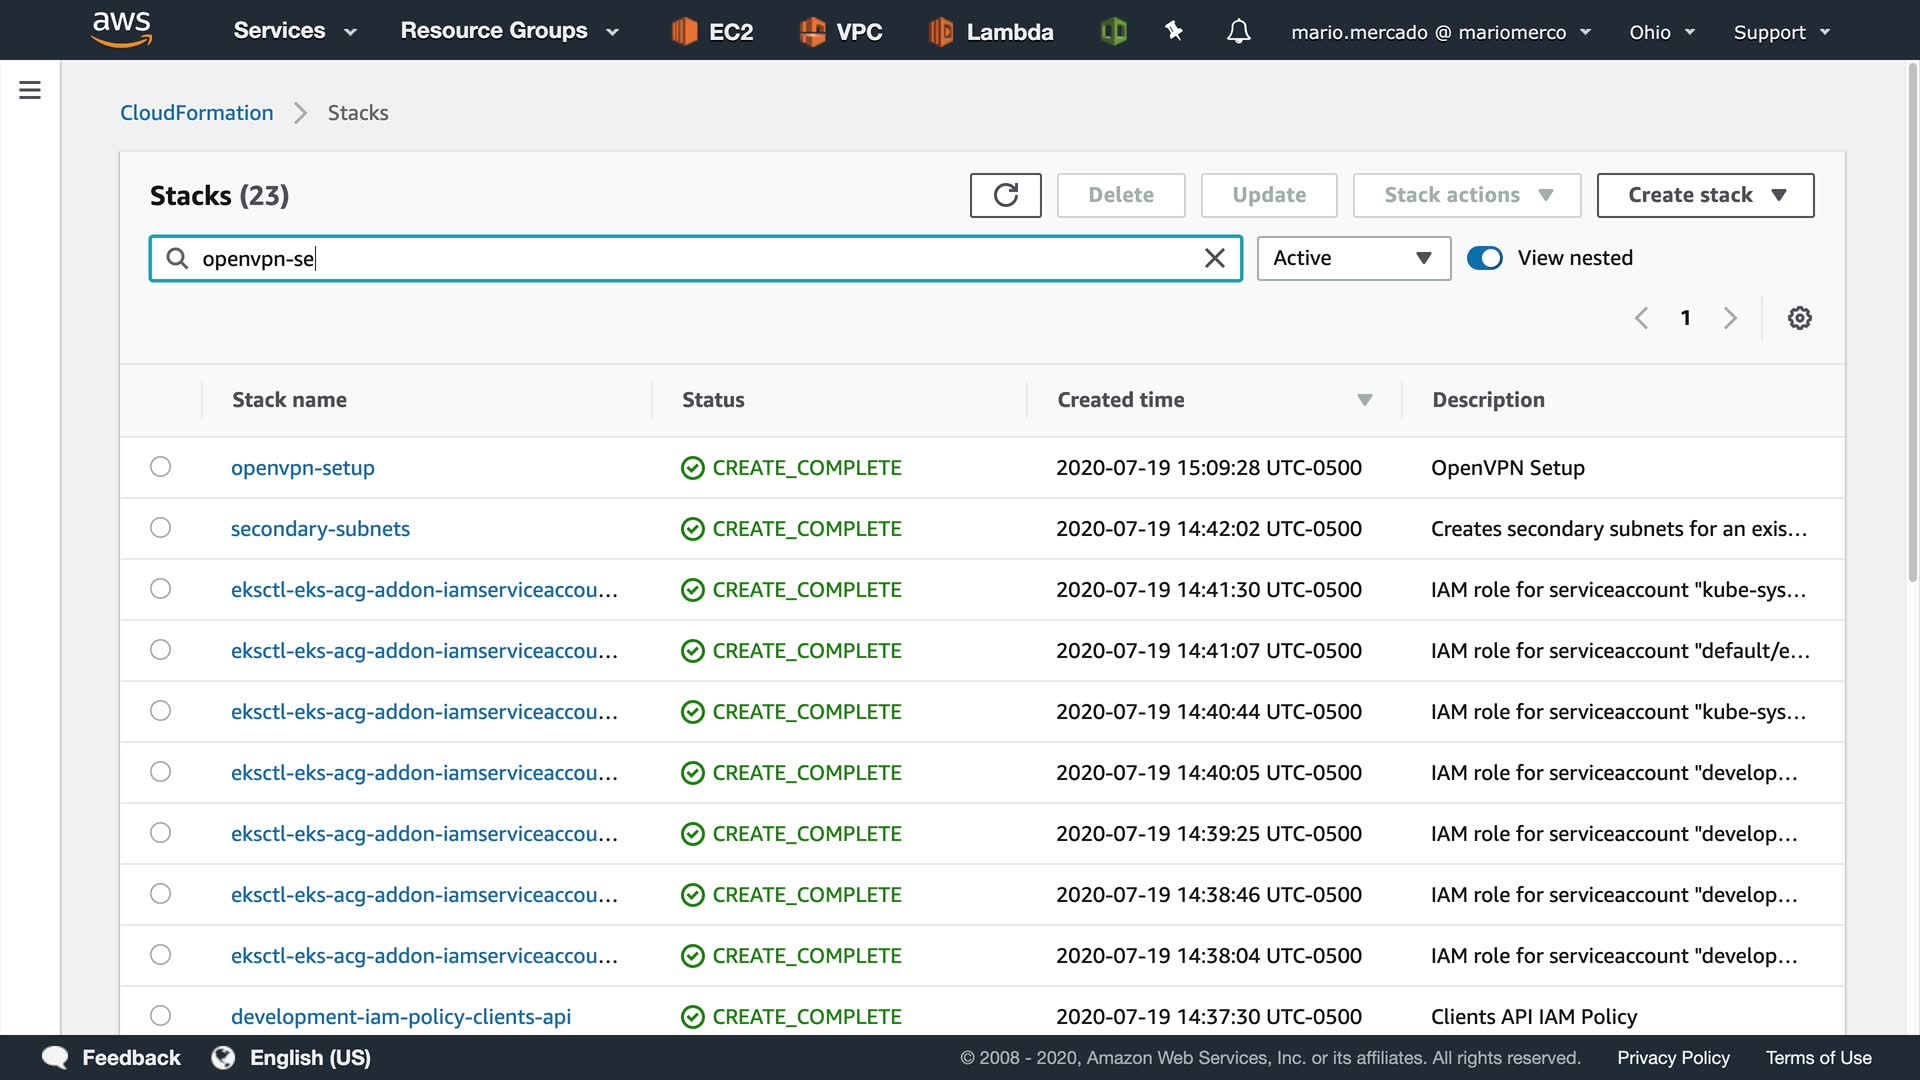 aws Services Resource Groups EC2 VPC Lambda mario.mercado @ mariomerco Ohio Support
CloudFormation Stacks
Stacks (23) Delete Update Stack actions Create stack
openvpn-se Active View nested
1
Stack name Status Created time Description
openvpn-setup CREATE_COMPLETE 2020-07-19 15:09:28 UTC-0500 OpenVPN Setup
secondary-subnets CREATE_COMPLETE 2020-07-19 14:42:02 UTC-0500 Creates secondary subnets for an exis...
eksctl-eks-acg-addon-iamserviceaccou... CREATE_COMPLETE 2020-07-19 14:41:30 UTC-0500 IAM role for serviceaccount "kube-sys...
eksctl-eks-acg-addon-iamserviceaccou... CREATE_COMPLETE 2020-07-19 14:41:07 UTC-0500 IAM role for serviceaccount "default/e...
eksctl-eks-acg-addon-iamserviceaccou... CREATE_COMPLETE 2020-07-19 14:40:44 UTC-0500 IAM role for serviceaccount "kube-sys...
eksctl-eks-acg-addon-iamserviceaccou... CREATE_COMPLETE 2020-07-19 14:40:05 UTC-0500 IAM role for serviceaccount "develop...
eksctl-eks-acg-addon-iamserviceaccou... CREATE_COMPLETE 2020-07-19 14:39:25 UTC-0500 IAM role for serviceaccount "develop...
eksctl-eks-acg-addon-iamserviceaccou... CREATE_COMPLETE 2020-07-19 14:38:46 UTC-0500 IAM role for serviceaccount "develop...
eksctl-eks-acg-addon-iamserviceaccou... CREATE_COMPLETE 2020-07-19 14:38:04 UTC-0500 IAM role for serviceaccount "develop...
development-iam-policy-clients-api CREATE_COMPLETE 2020-07-19 14:37:30 UTC-0500 Clients API IAM Policy
Feedback English (US) © 2008 - 2020, Amazon Web Services, Inc. or its affiliates. All rights reserved. Privacy Policy Terms of Use